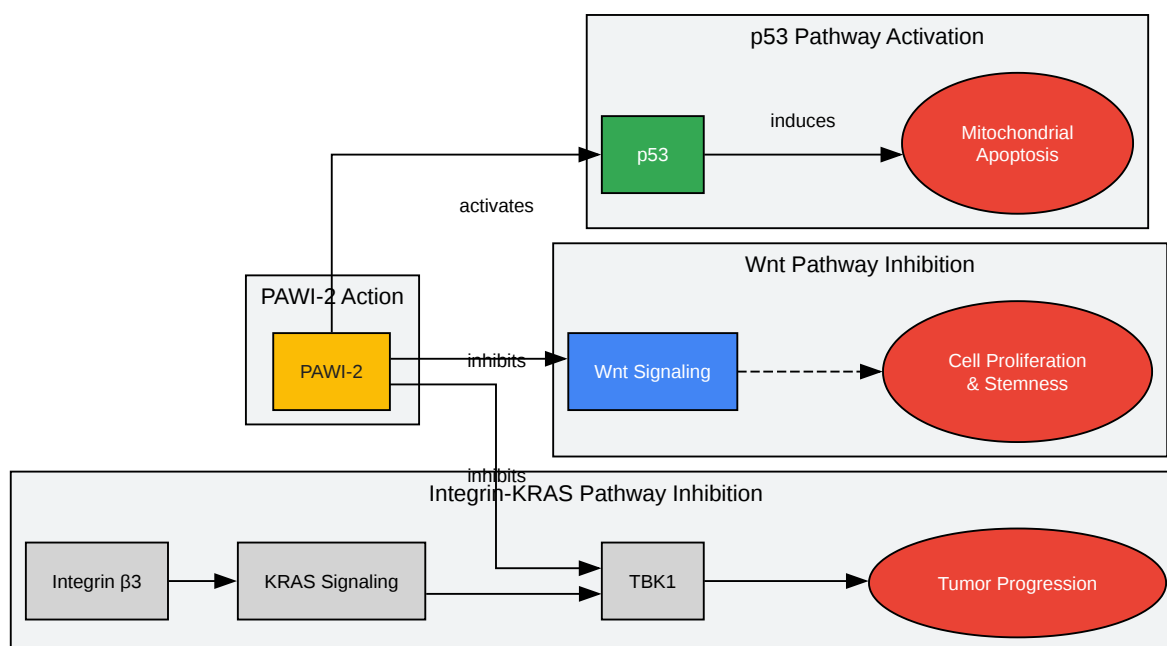 p53 Pathway Activation
p53
induces
Mitochondrial
Apoptosis
activates
PAWI-2 Action
PAWI-2
inhibits
Wnt Pathway Inhibition
Wnt Signaling
Cell Proliferation
& Stemness
inhibits
Integrin-KRAS Pathway Inhibition
Integrin β3
KRAS Signaling
TBK1
Tumor Progression